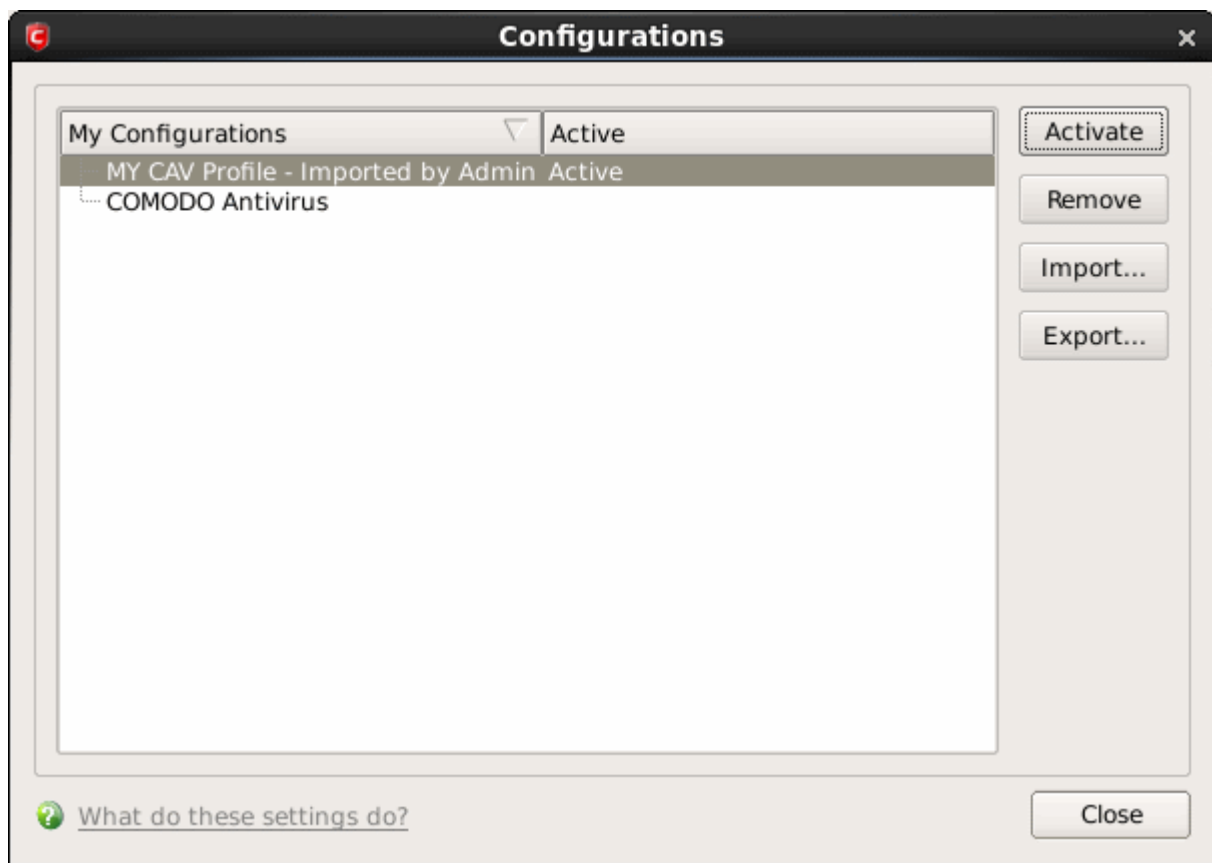 Configurations
My Configurations Active
MY CAV Profile - Imported by Admin Active
COMODO Antivirus
Activate
Remove
Import...
Export...
What do these settings do?
Close